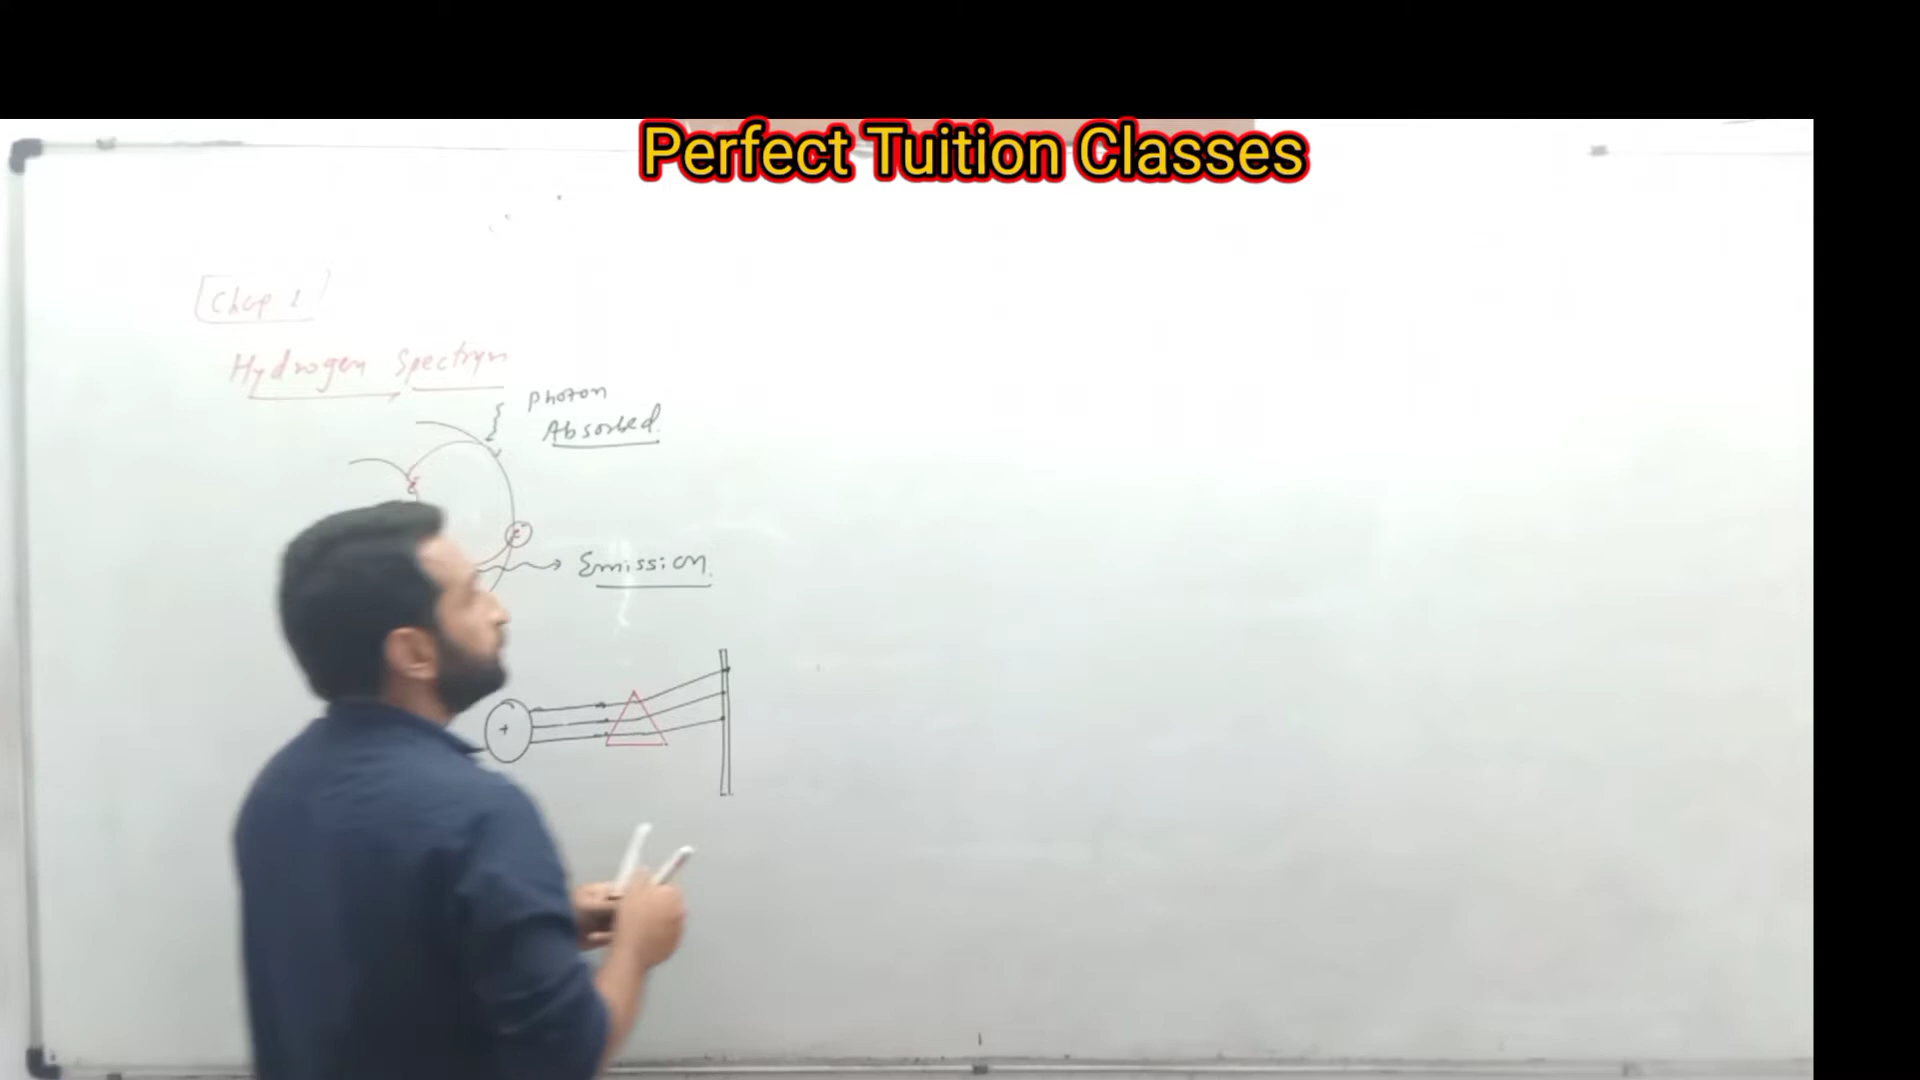 Perfect Tuition Classes
Chap 1
Hydrogen Spectrum
Photon
Absorbed.
e⁻
e⁻
Emission.
+